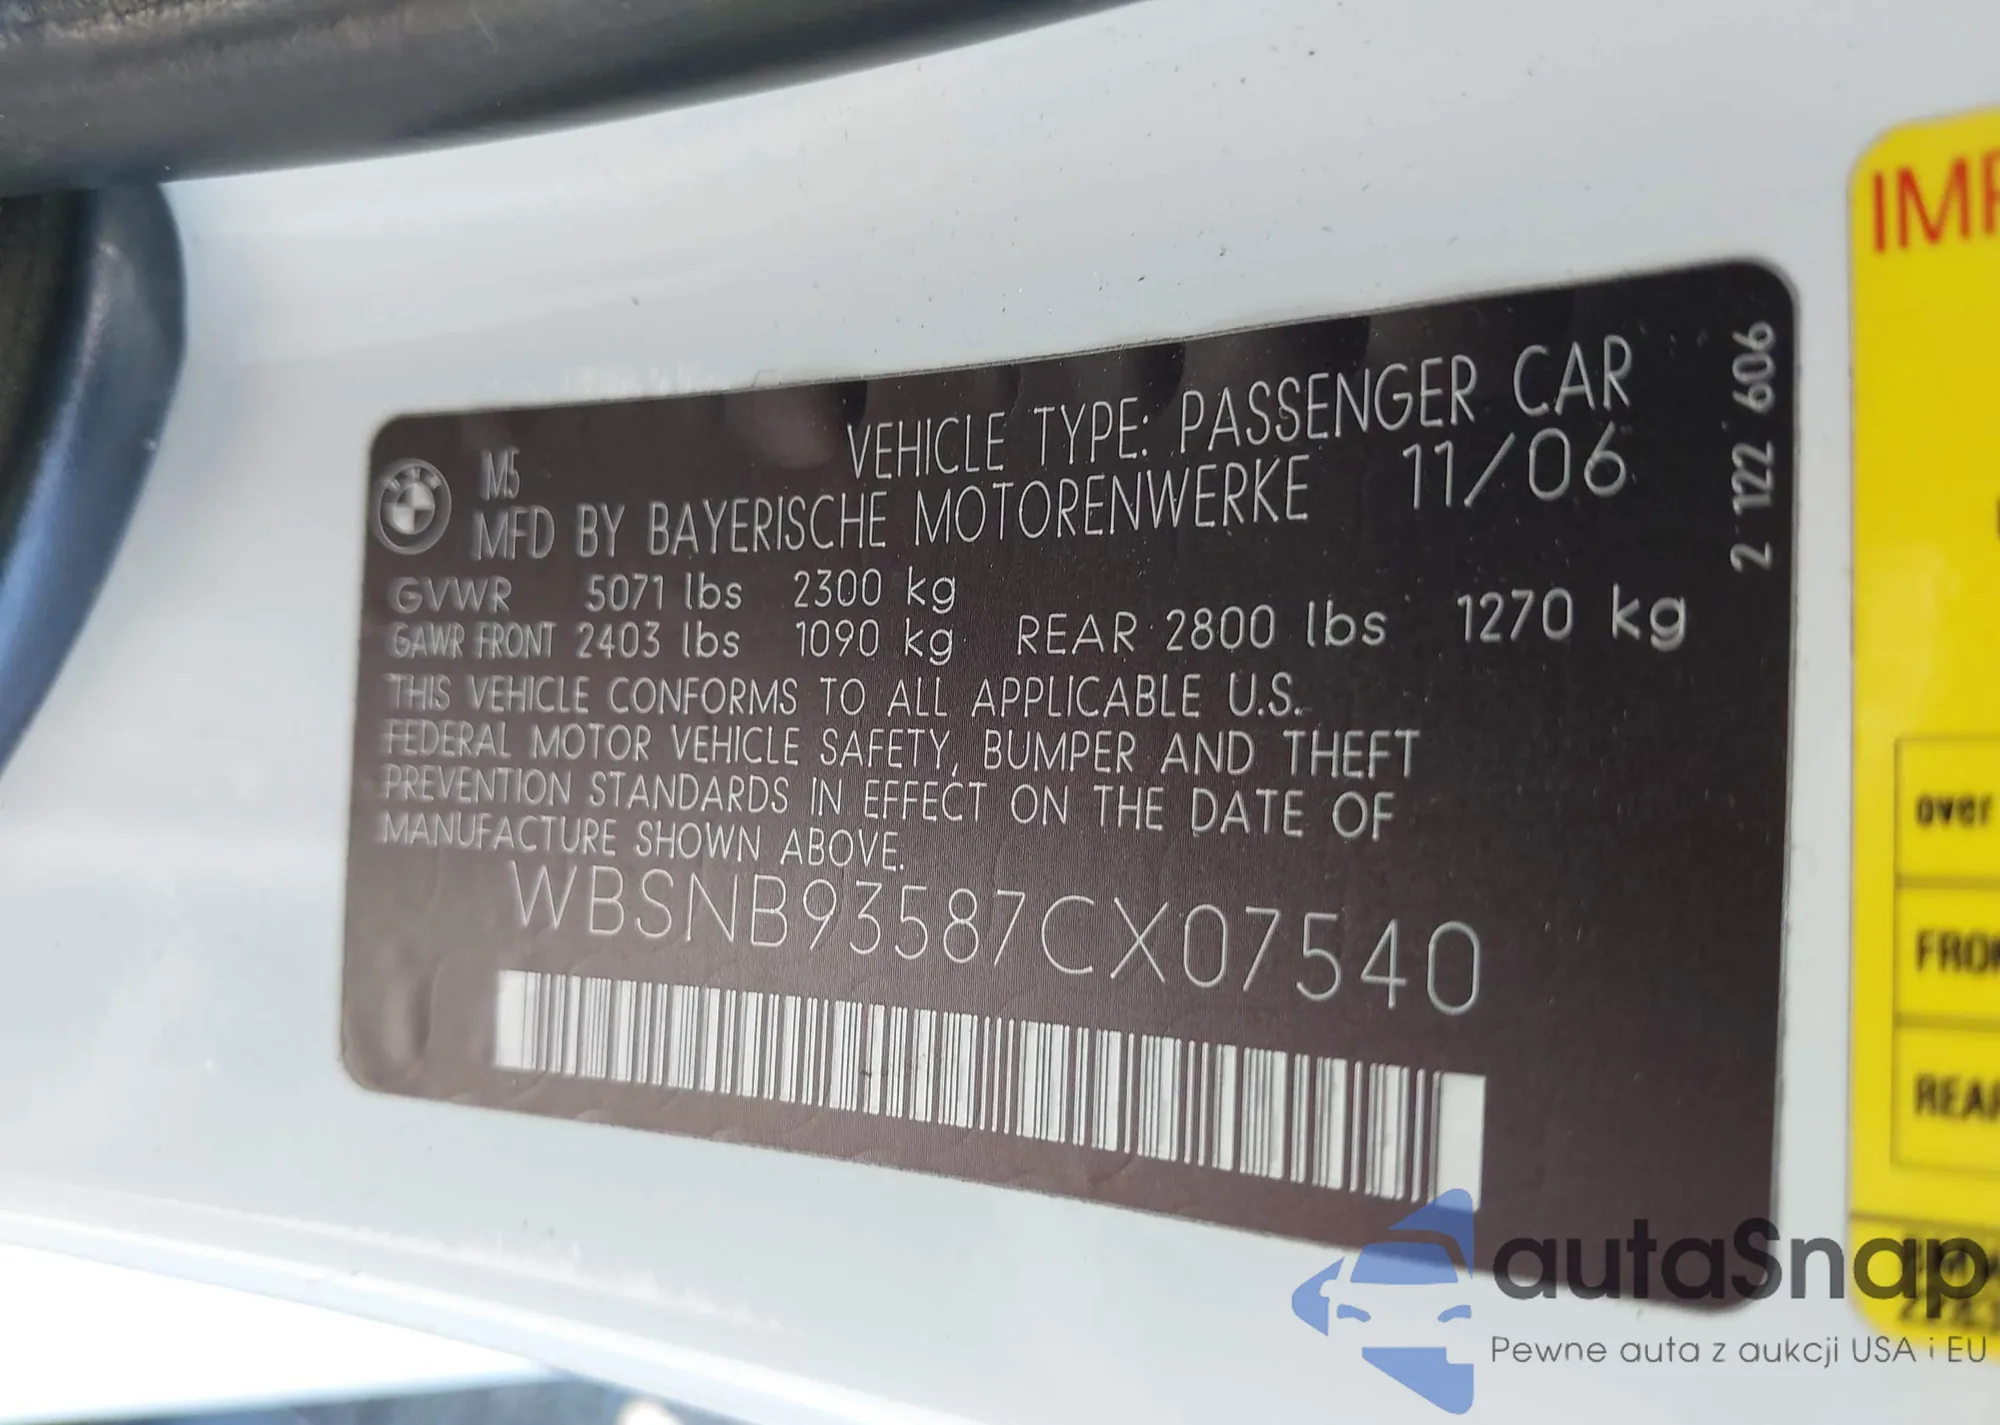 M5
VEHICLE TYPE: PASSENGER CAR
MFD BY BAYERISCHE MOTORENWERKE 11/06
GVWR 5071 lbs 2300 kg
GAWR FRONT 2403 lbs 1090 kg REAR 2800 lbs 1270 kg
THIS VEHICLE CONFORMS TO ALL APPLICABLE U.S.
FEDERAL MOTOR VEHICLE SAFETY, BUMPER AND THEFT
PREVENTION STANDARDS IN EFFECT ON THE DATE OF
MANUFACTURE SHOWN ABOVE.
WBSNB93587CX07540
2 122 606
IMP
over
FRON
REAR
autaSnap
Pewne auta z aukcji USA i EU